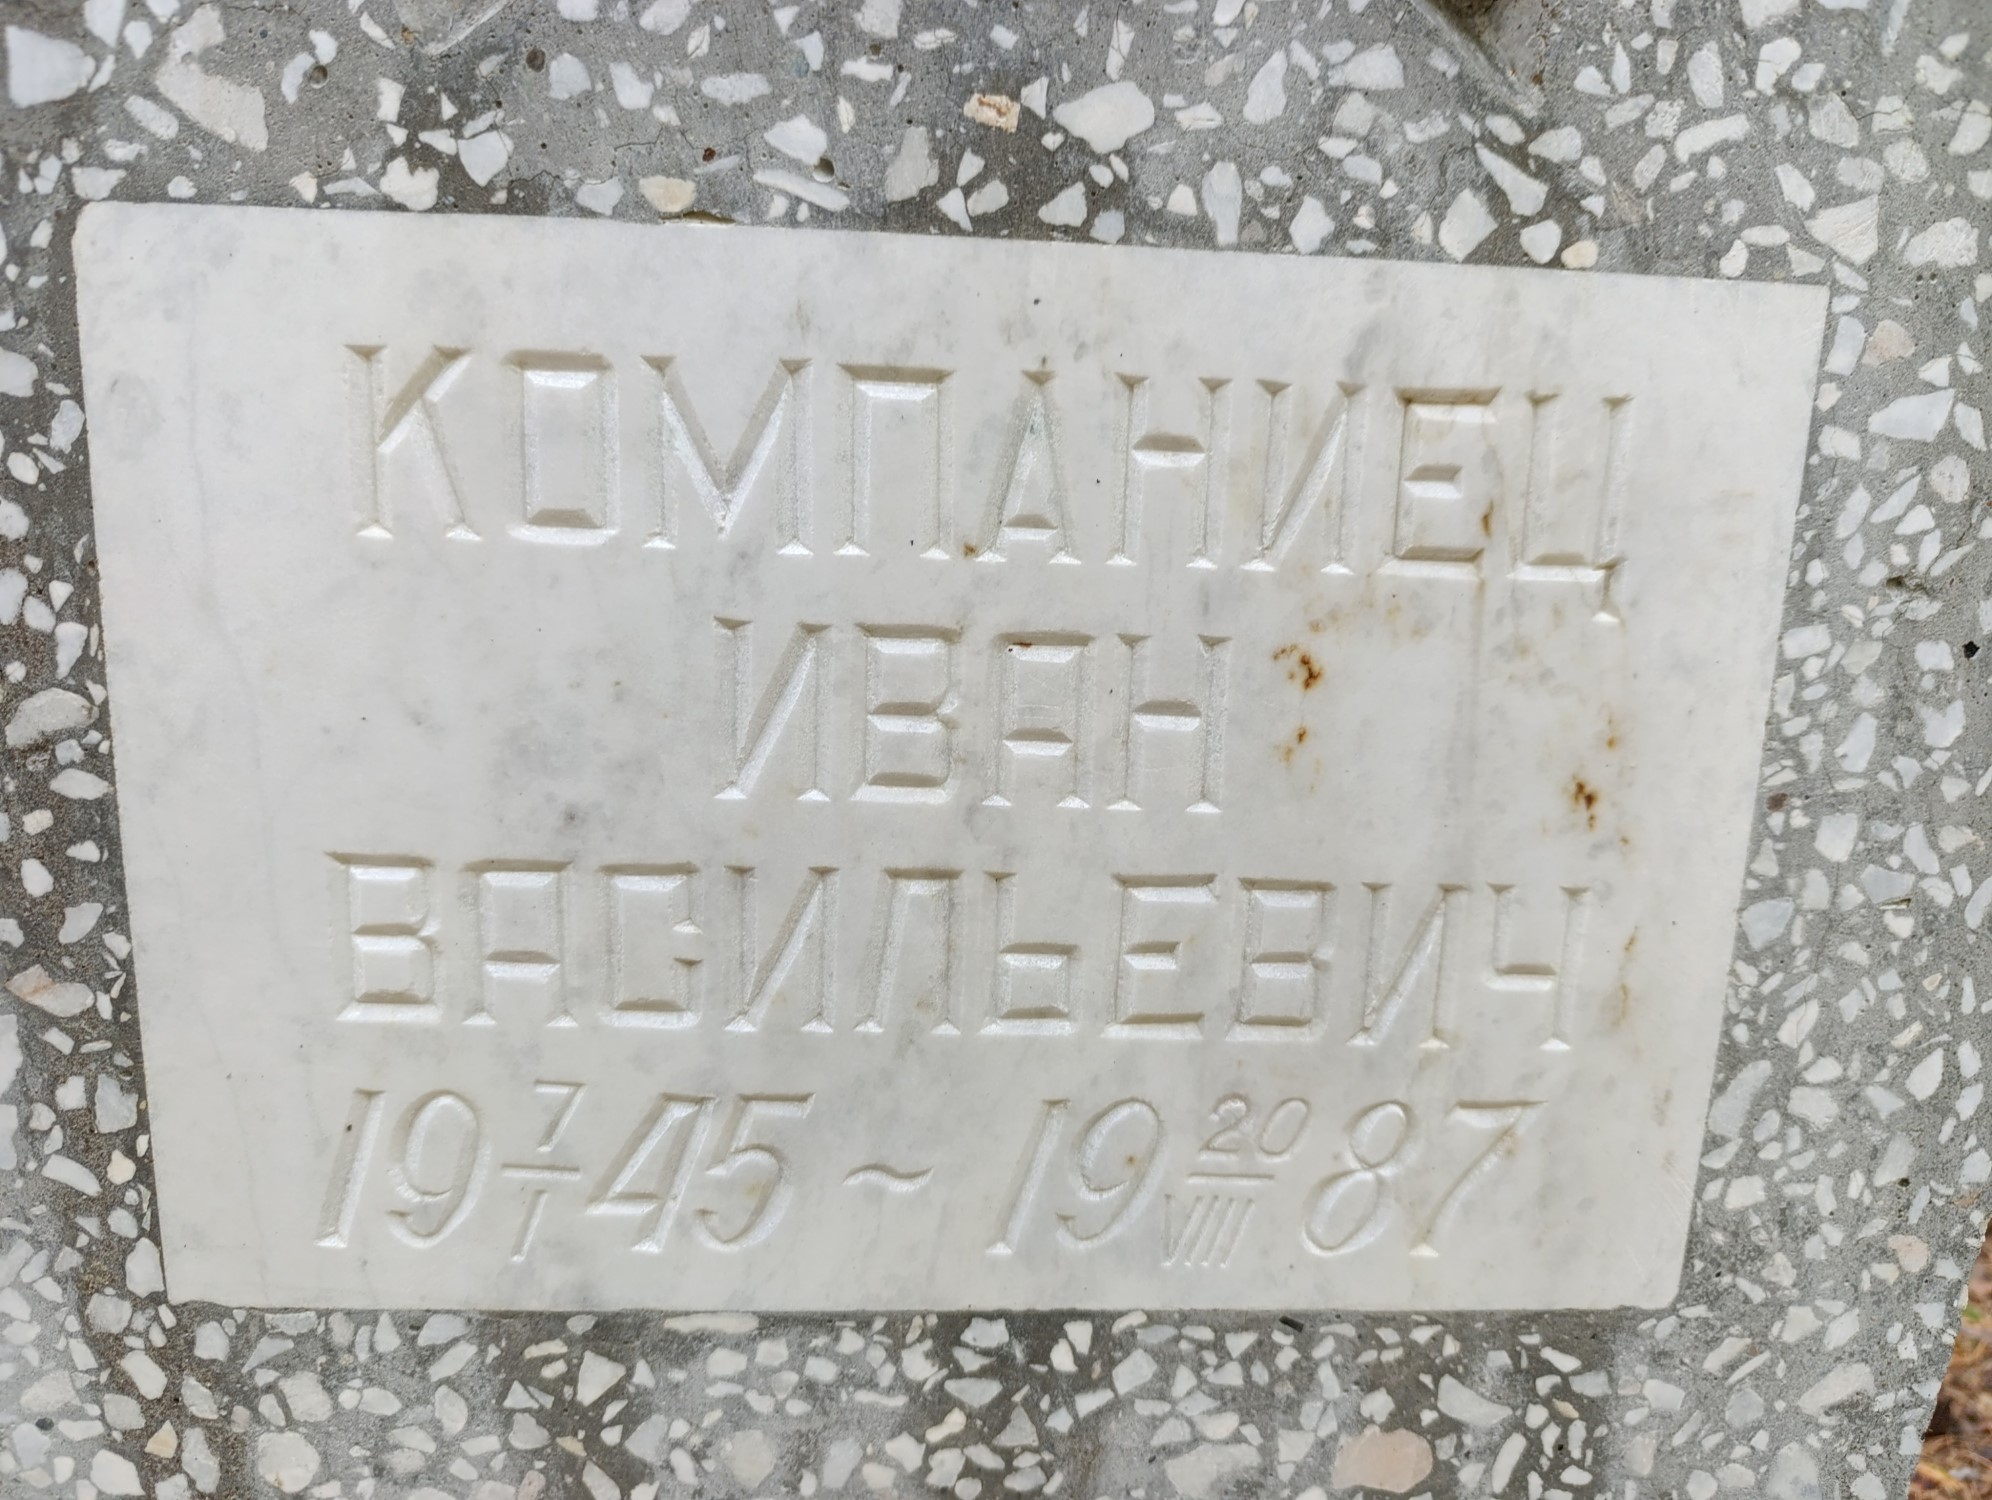 КОМПАНИЕЦ
ИВАН
ВАСИЛЬЕВИЧ
19 7/I 45 ~ 19 20/VIII 87